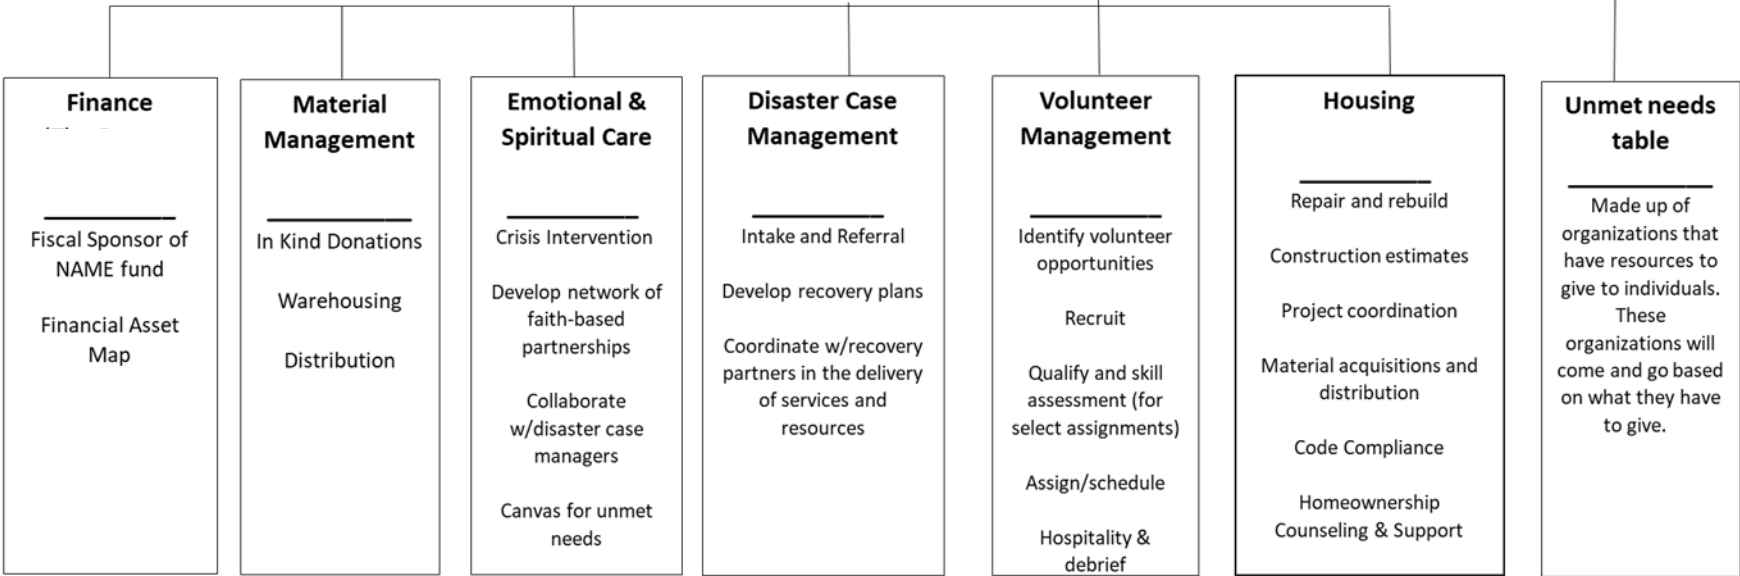 Finance
Fiscal Sponsor of
NAME fund
Financial Asset
Map
Material
Management
In Kind Donations
Warehousing
Distribution
Emotional &
Spiritual Care
Crisis Intervention
Develop network of
faith-based
partnerships
Collaborate
w/disaster case
managers
Canvas for unmet
needs
Disaster Case
Management
Intake and Referral
Develop recovery plans
Coordinate w/recovery
partners in the delivery
of services and
resources
Volunteer
Management
Identify volunteer
opportunities
Recruit
Qualify and skill
assessment (for
select assignments)
Assign/schedule
Hospitality &
debrief
Housing
Repair and rebuild
Construction estimates
Project coordination
Material acquisitions and
distribution
Code Compliance
Homeownership
Counseling & Support
Unmet needs
table
Made up of
organizations that
have resources to
give to individuals.
These
organizations will
come and go based
on what they have
to give.